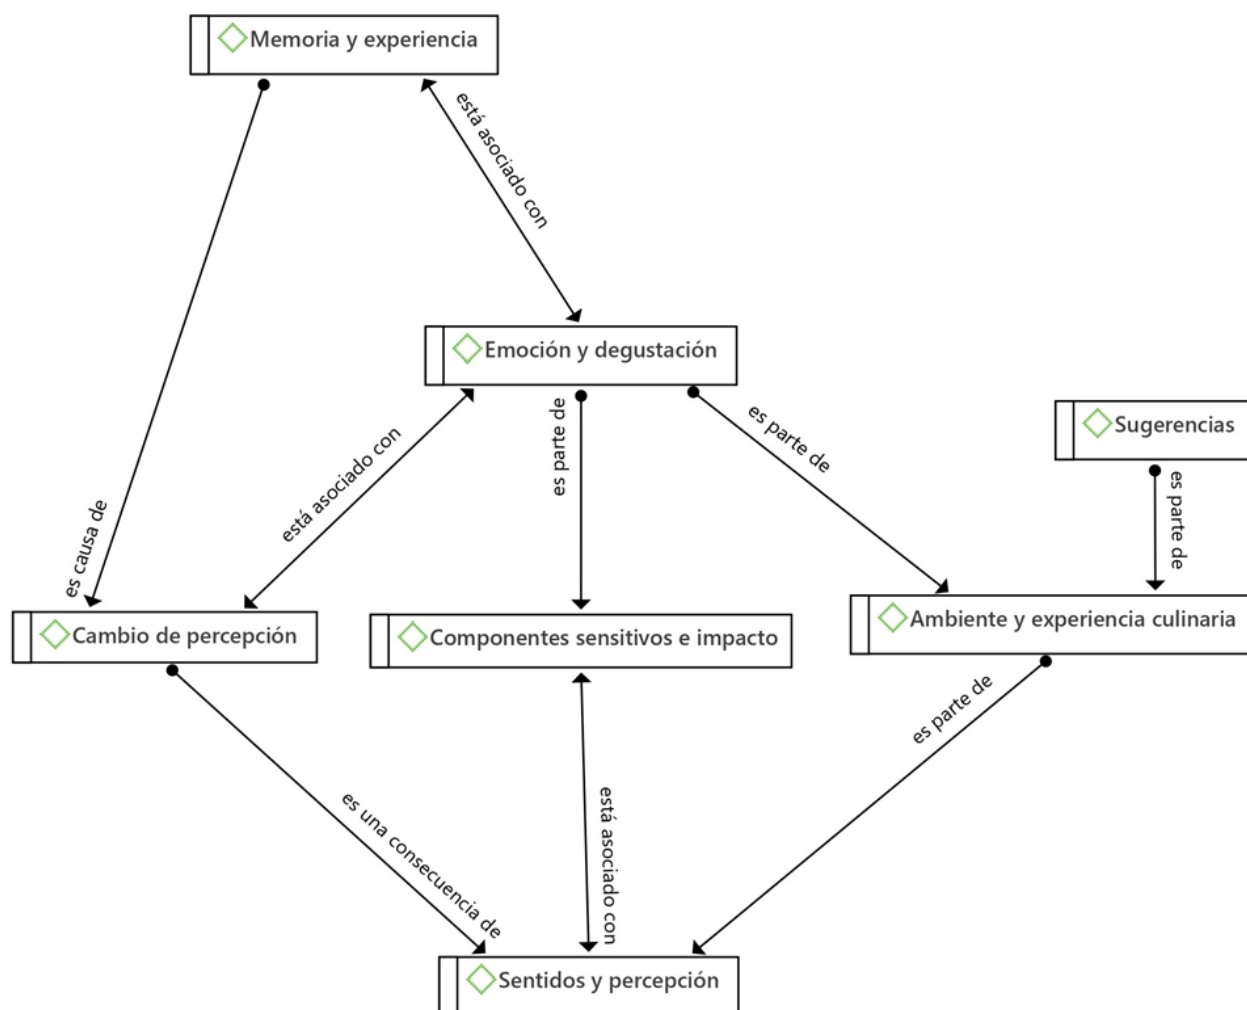 Memoria y experiencia
está asociado con
Emoción y degustación
Sugerencias
es causa de
está asociado con
es parte de
es parte de
es parte de
Cambio de percepción
Componentes sensitivos e impacto
Ambiente y experiencia culinaria
es una consecuencia de
está asociado con
es parte de
Sentidos y percepción